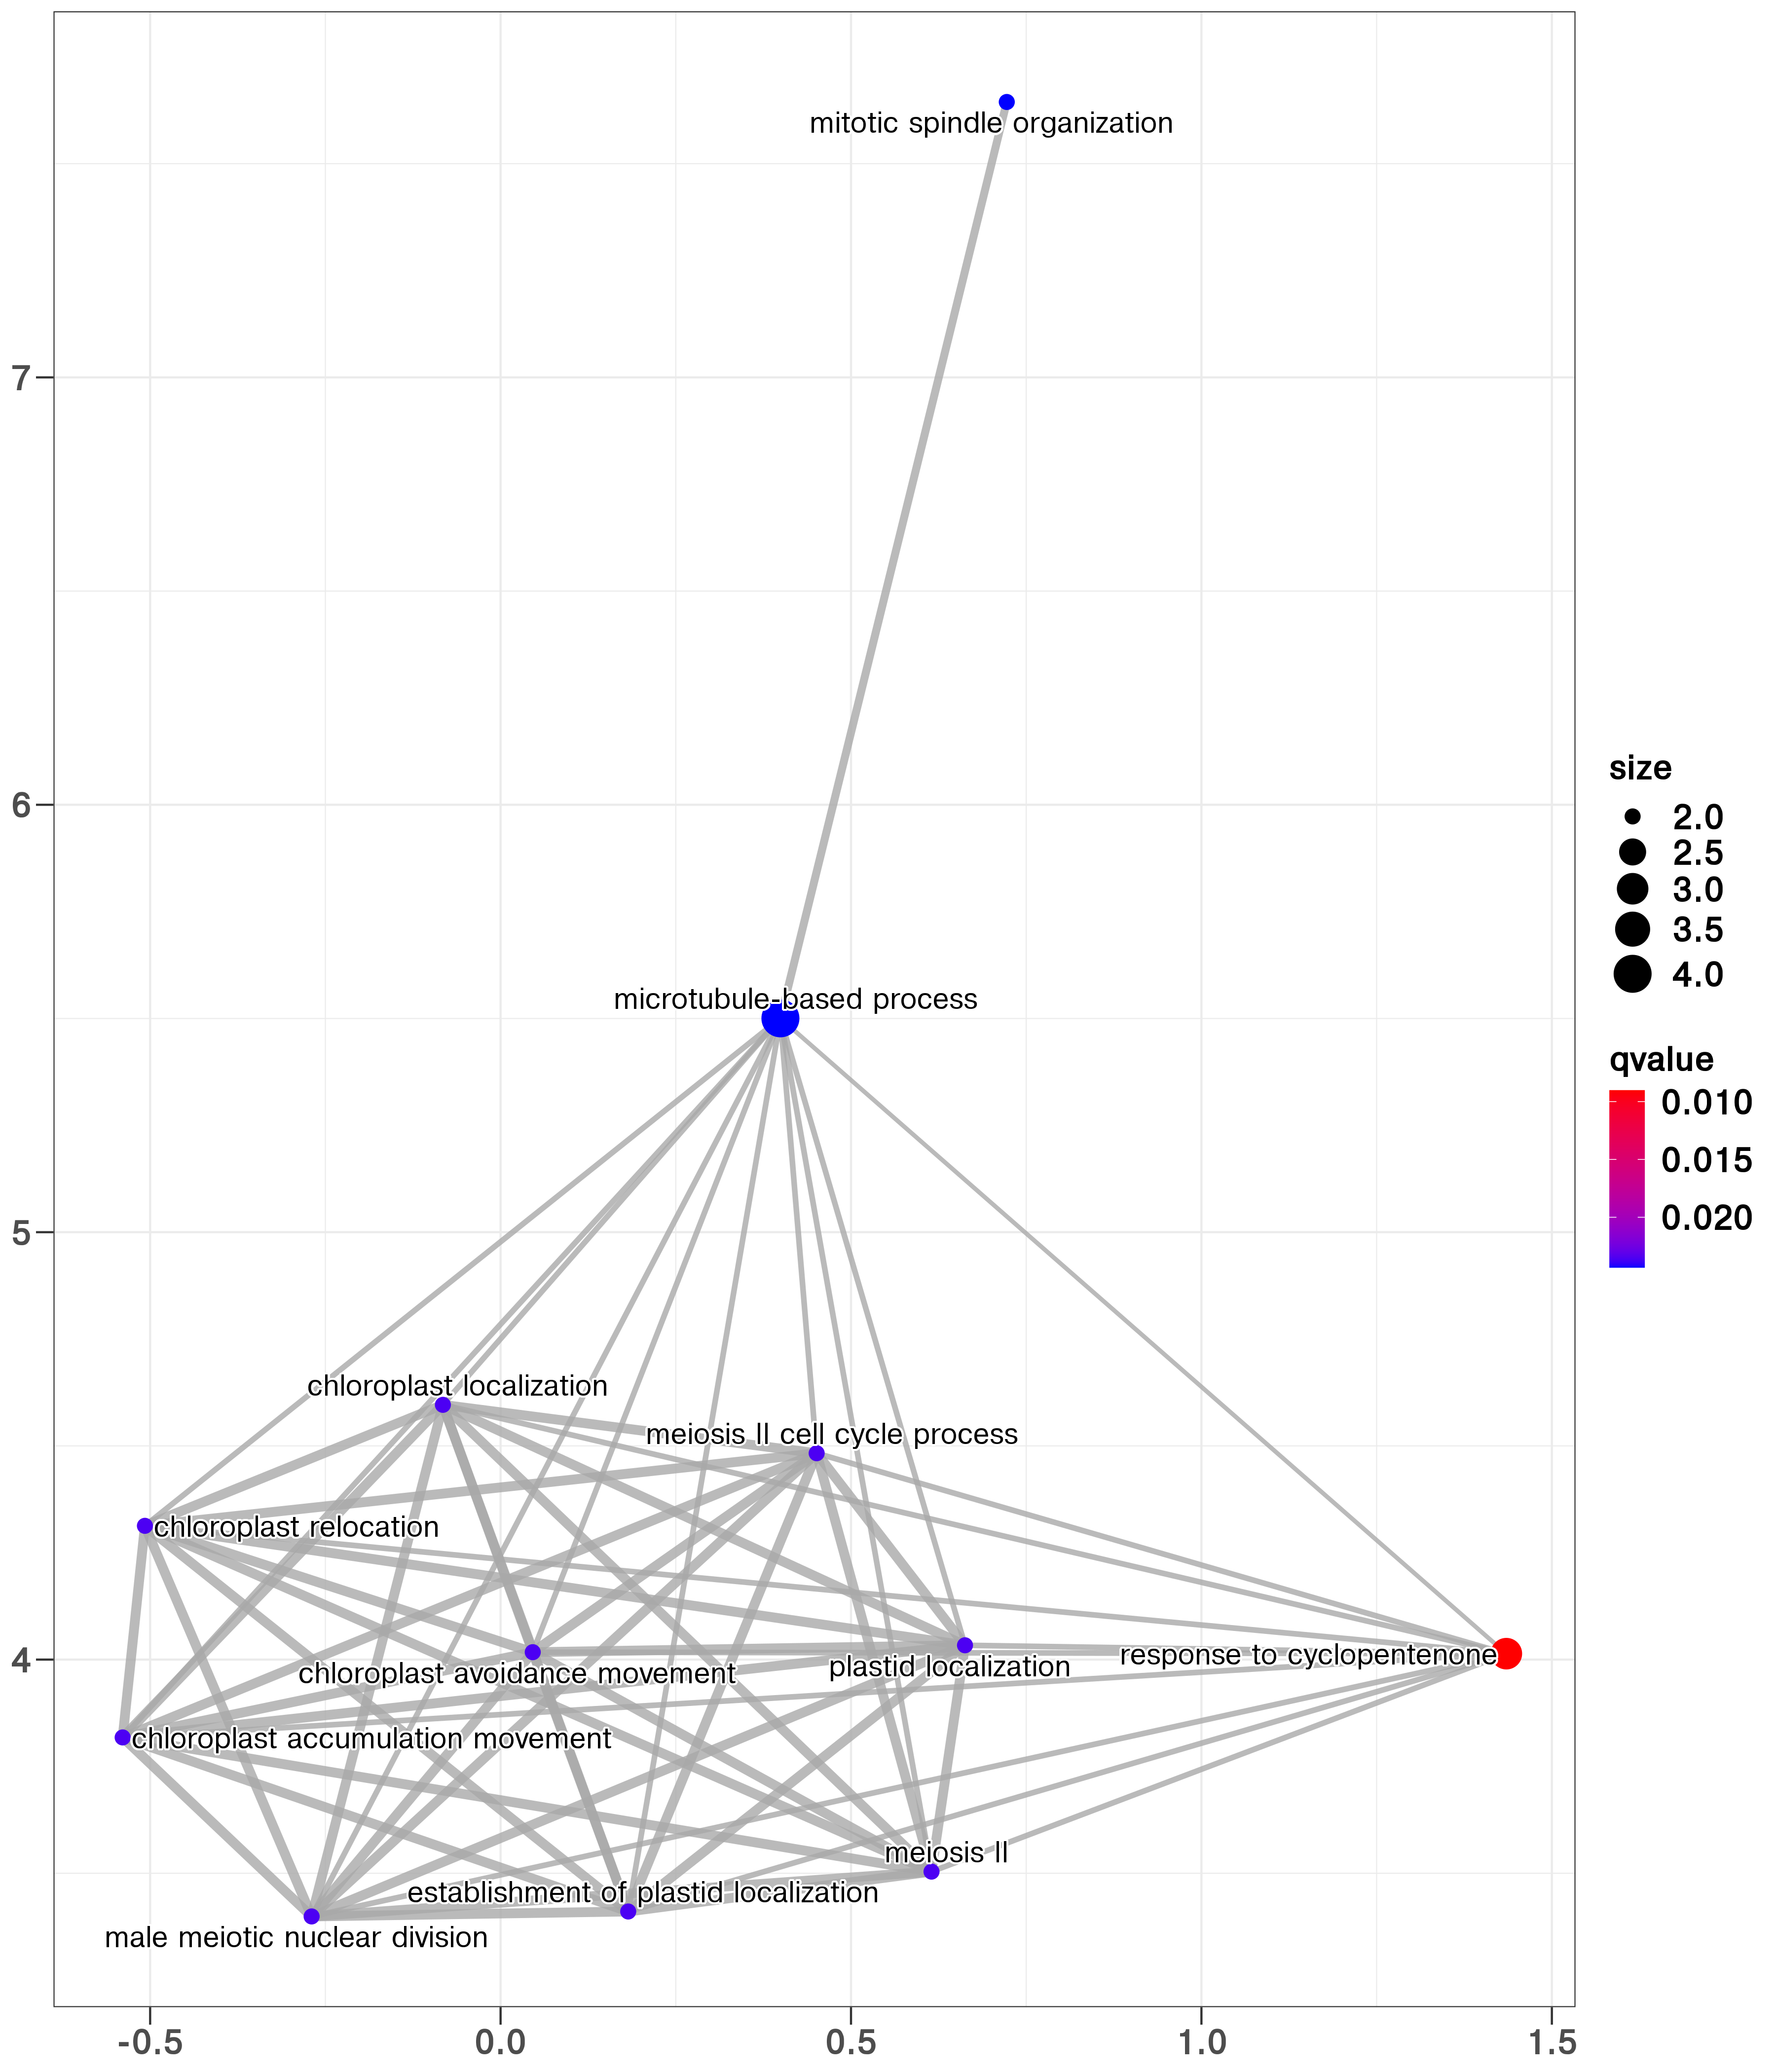 mitotic spindle organization
7
6
size
2.0
2.5
3.0
3.5
4.0
microtubule-based process
qvalue
0.010
0.015
0.020
5
chloroplast localization
meiosis II cell cycle process
chloroplast relocation
4
chloroplast avoidance movement
plastid localization
response to cyclopentenone
chloroplast accumulation movement
meiosis II
establishment of plastid localization
male meiotic nuclear division
-0.5
0.0
0.5
1.0
1.5